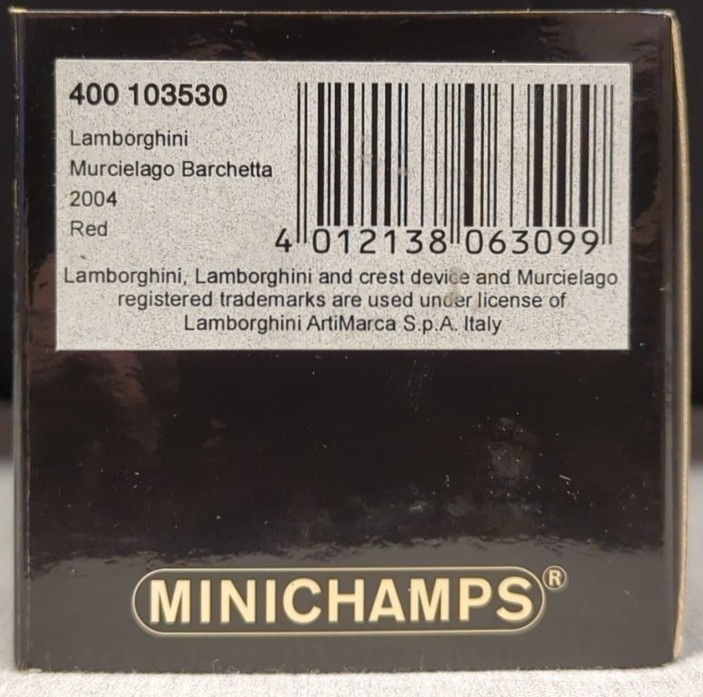 400 103530
Lamborghini
Murcielago Barchetta
2004
Red
4 012138 063099
Lamborghini, Lamborghini and crest device and Murcielago
registered trademarks are used under license of
Lamborghini ArtiMarca S.p.A. Italy
MINICHAMPS®